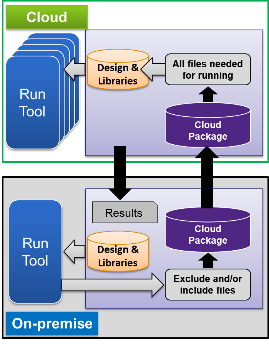 Cloud
Run
Tool
Design &
Libraries
All files needed
for running
Cloud
Package
Results
Cloud
Package
Run
Tool
Design &
Libraries
Exclude and/or
include files
On-premise